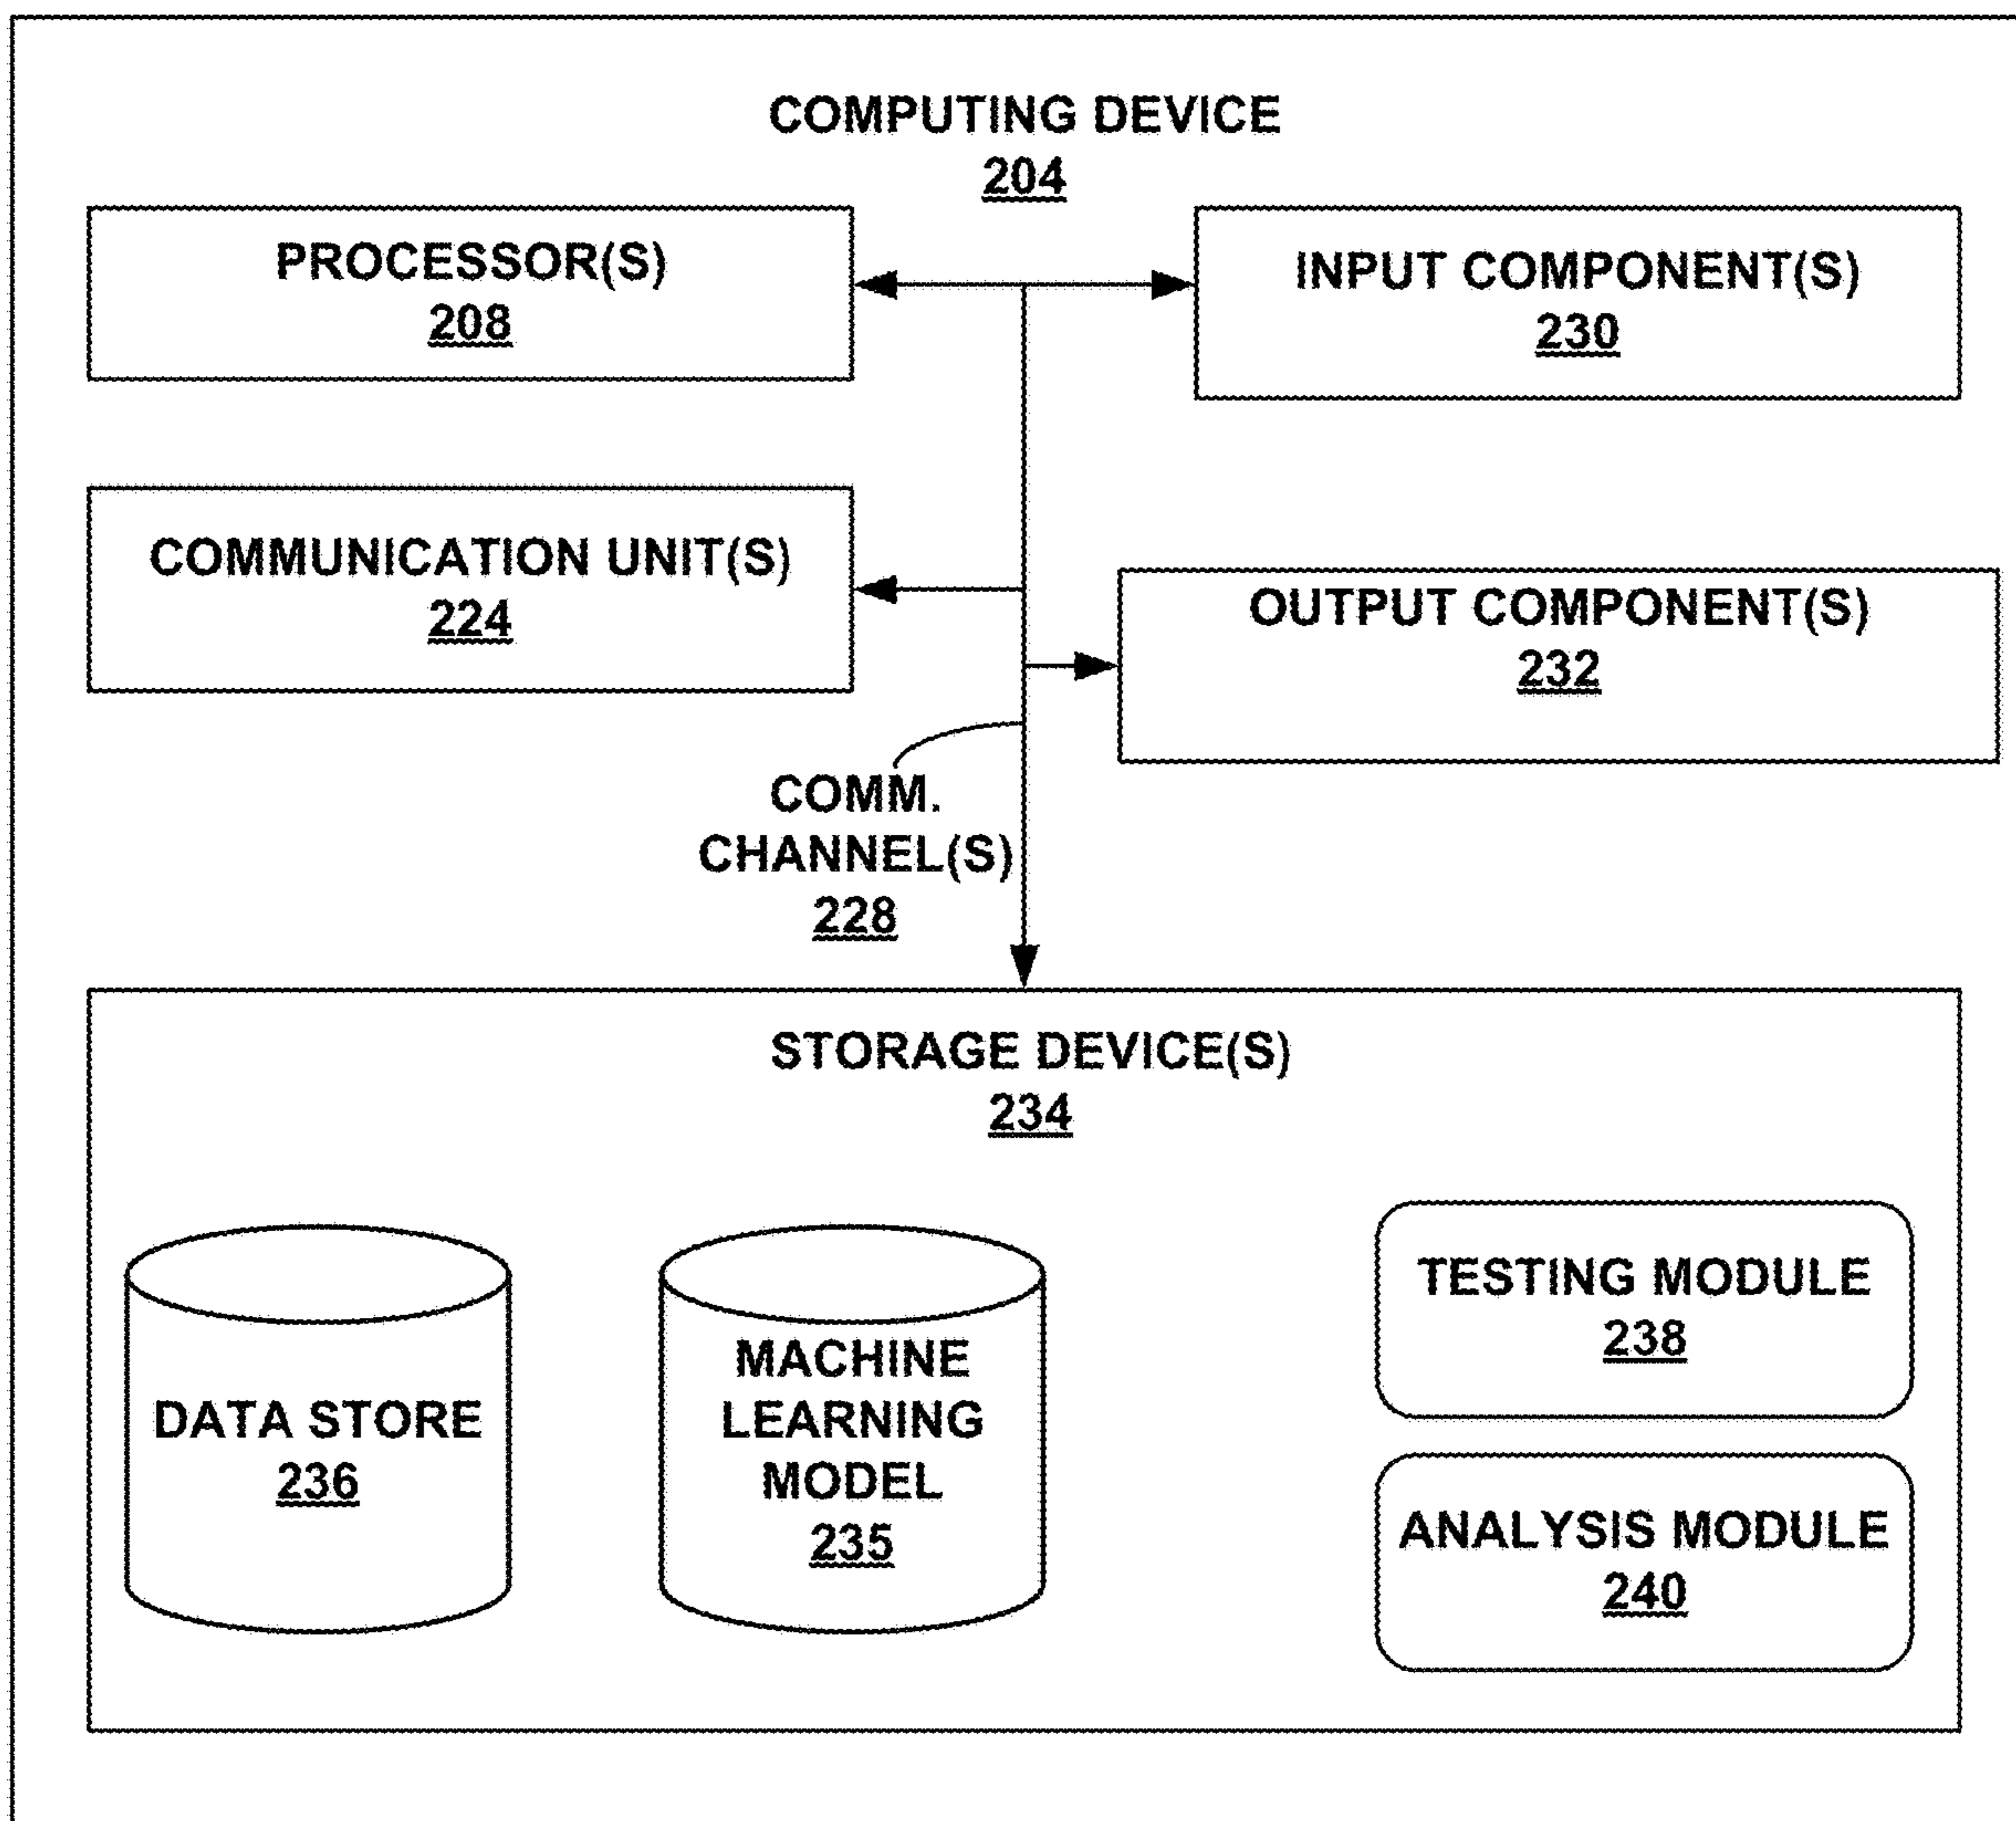 COMPUTING DEVICE
204
PROCESSOR(S)
208
INPUT COMPONENT(S)
230
COMMUNICATION UNIT(S)
224
OUTPUT COMPONENT(S)
232
COMM.
CHANNEL(S)
228
STORAGE DEVICE(S)
234
DATA STORE
236
MACHINE
LEARNING
MODEL
235
TESTING MODULE
238
ANALYSIS MODULE
240